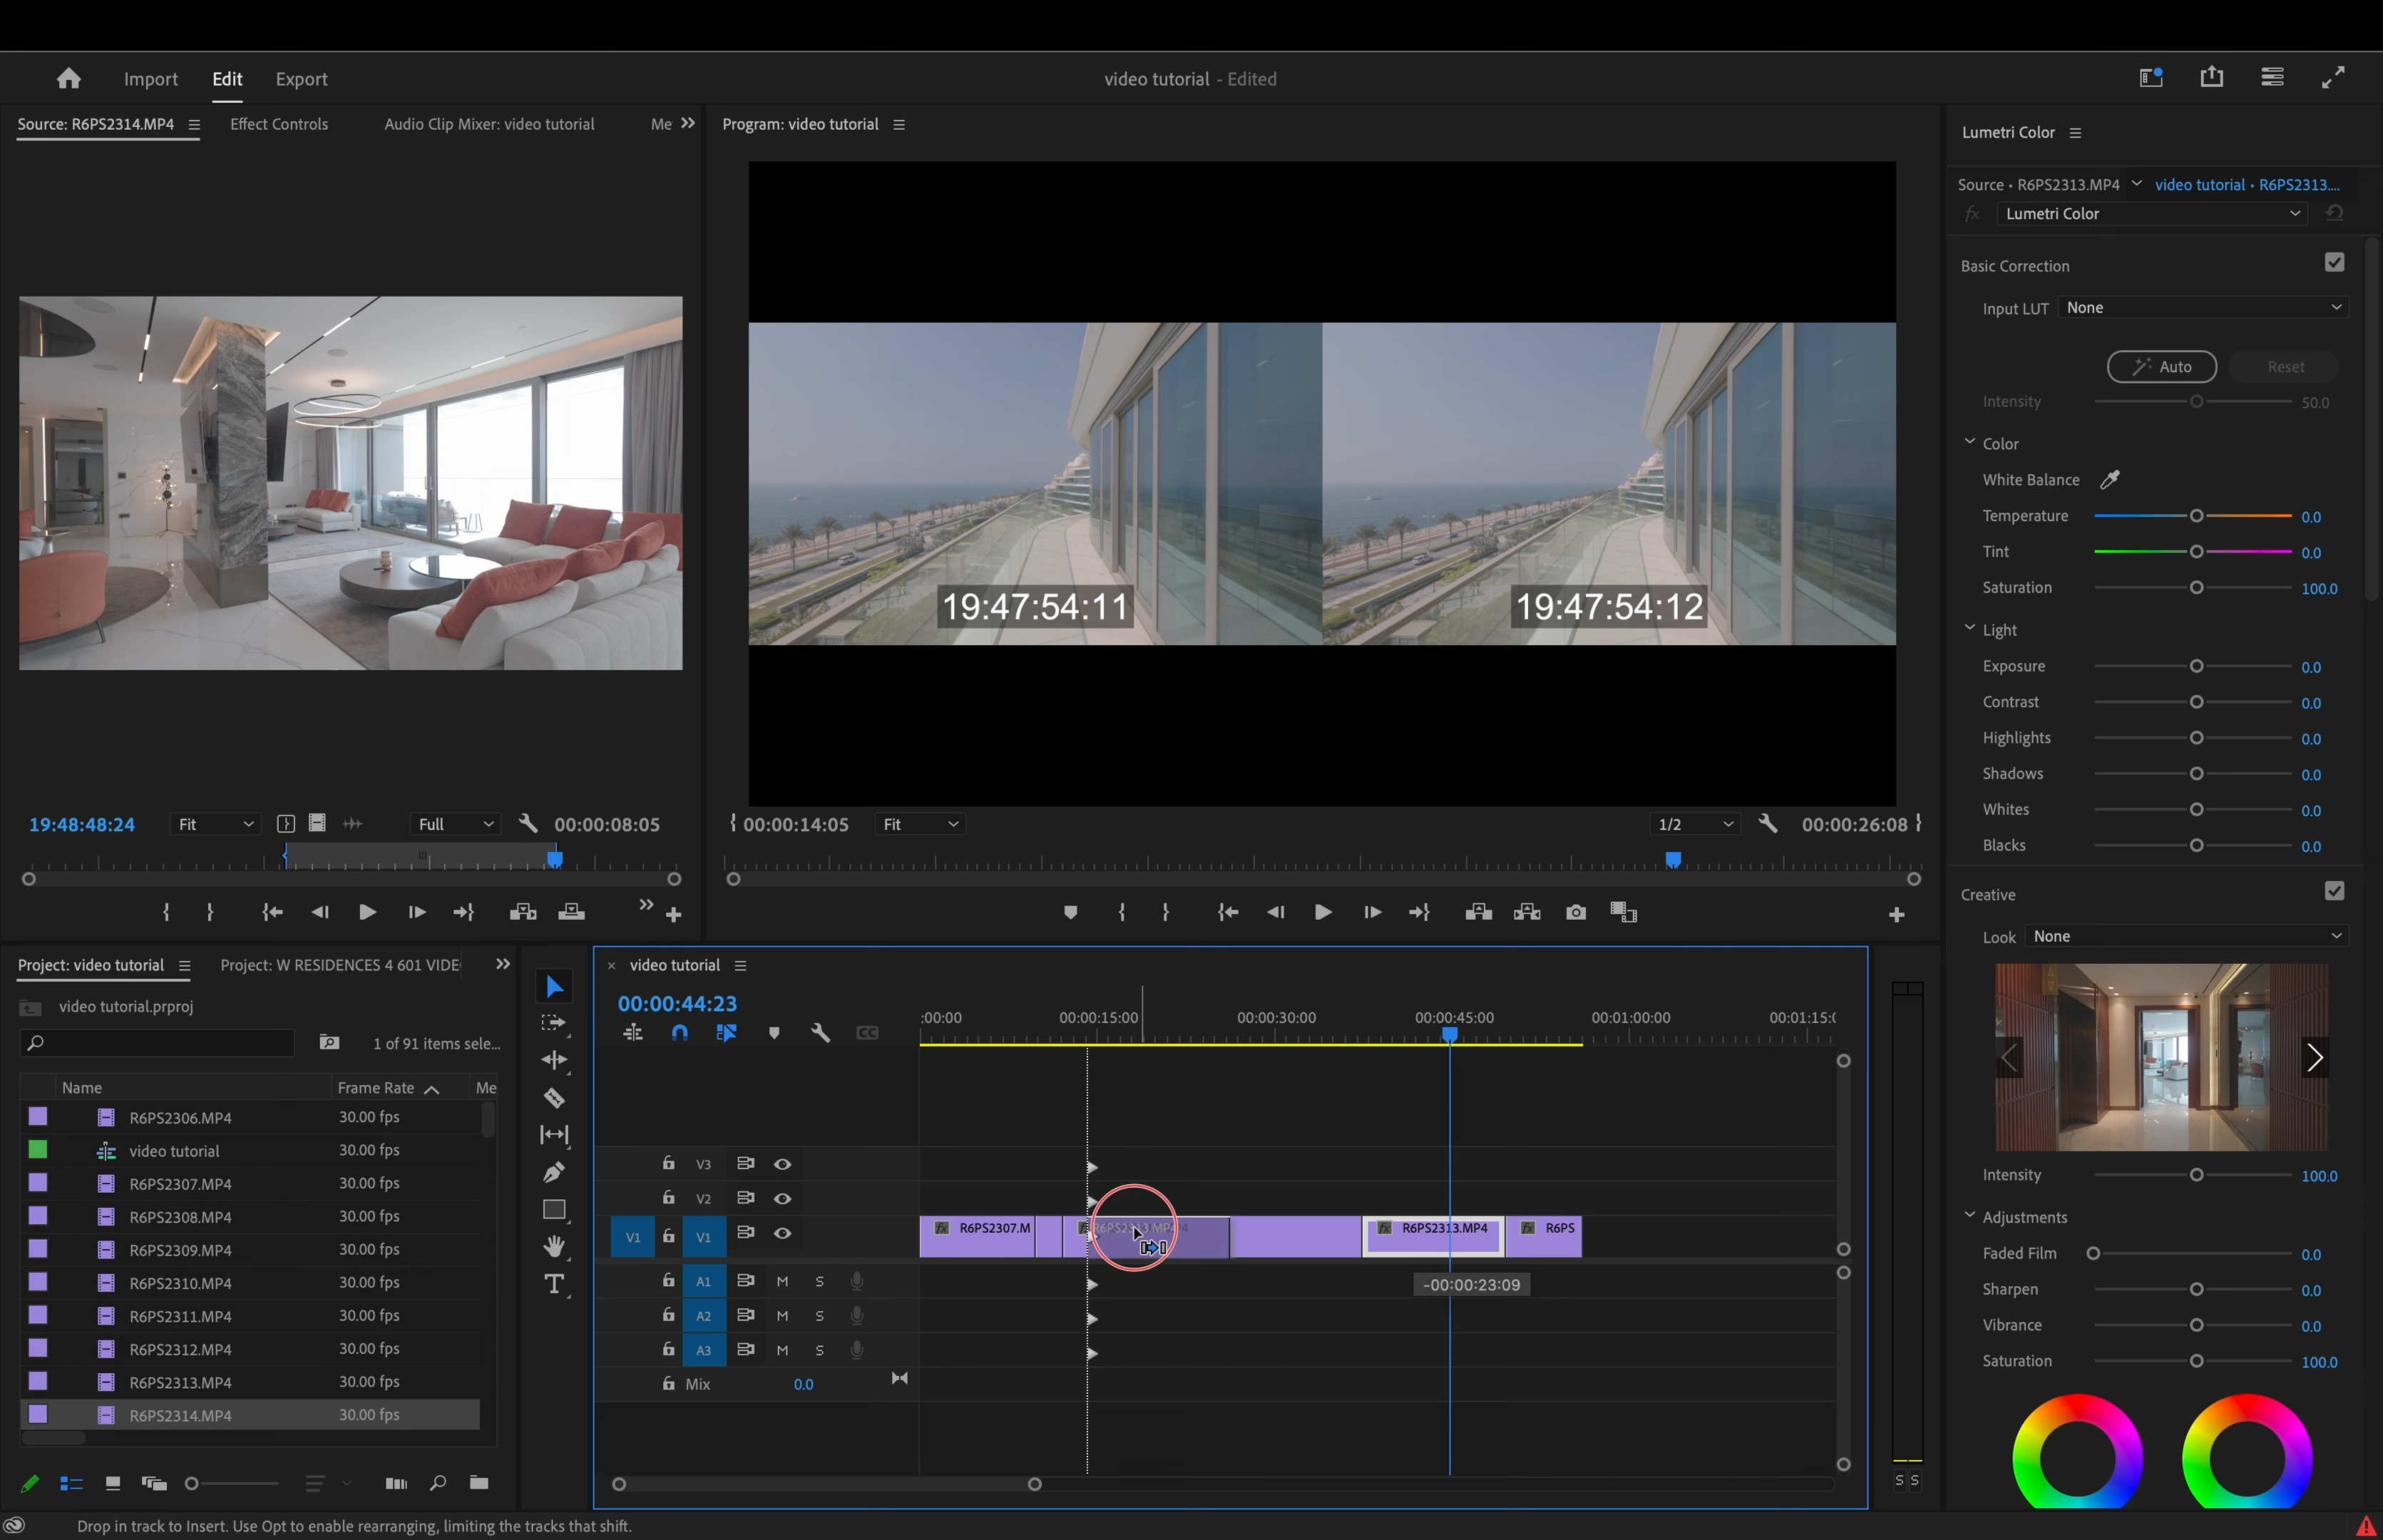 Import Edit Export
video tutorial - Edited
Source: R6PS2314.MP4 Effect Controls Audio Clip Mixer: video tutorial Me
Program: video tutorial
Lumetri Color
Source • R6PS2313.MP4 video tutorial • R6PS2313....
fx Lumetri Color
Basic Correction
Input LUT None
Auto Reset
Intensity 50.0
Color
White Balance
Temperature 0.0
Tint 0.0
Saturation 100.0
Light
Exposure 0.0
Contrast 0.0
Highlights 0.0
Shadows 0.0
Whites 0.0
Blacks 0.0
Creative
Look None
Intensity 100.0
Adjustments
Faded Film 0.0
Sharpen 0.0
Vibrance 0.0
Saturation 100.0
19:47:54:11
19:47:54:12
19:48:48:24 Fit Full 00:00:08:05
00:00:14:05 Fit 1/2 00:00:26:08
Project: video tutorial Project: W RESIDENCES 4 601 VIDE
video tutorial.prproj
1 of 91 items sele...
Name Frame Rate Me
R6PS2306.MP4 30.00 fps
video tutorial 30.00 fps
R6PS2307.MP4 30.00 fps
R6PS2308.MP4 30.00 fps
R6PS2309.MP4 30.00 fps
R6PS2310.MP4 30.00 fps
R6PS2311.MP4 30.00 fps
R6PS2312.MP4 30.00 fps
R6PS2313.MP4 30.00 fps
R6PS2314.MP4 30.00 fps
× video tutorial
00:00:44:23
:00:00 00:00:15:00 00:00:30:00 00:00:45:00 00:01:00:00 00:01:15:0
CC
V3
V2
V1 V1
fx R6PS2307.M fx R6PS2313.MP4 fx R6PS2313.MP4 fx R6PS
-00:00:23:09
A1 M S
A2 M S
A3 M S
Mix 0.0
S S
Drop in track to Insert. Use Opt to enable rearranging, limiting the tracks that shift.